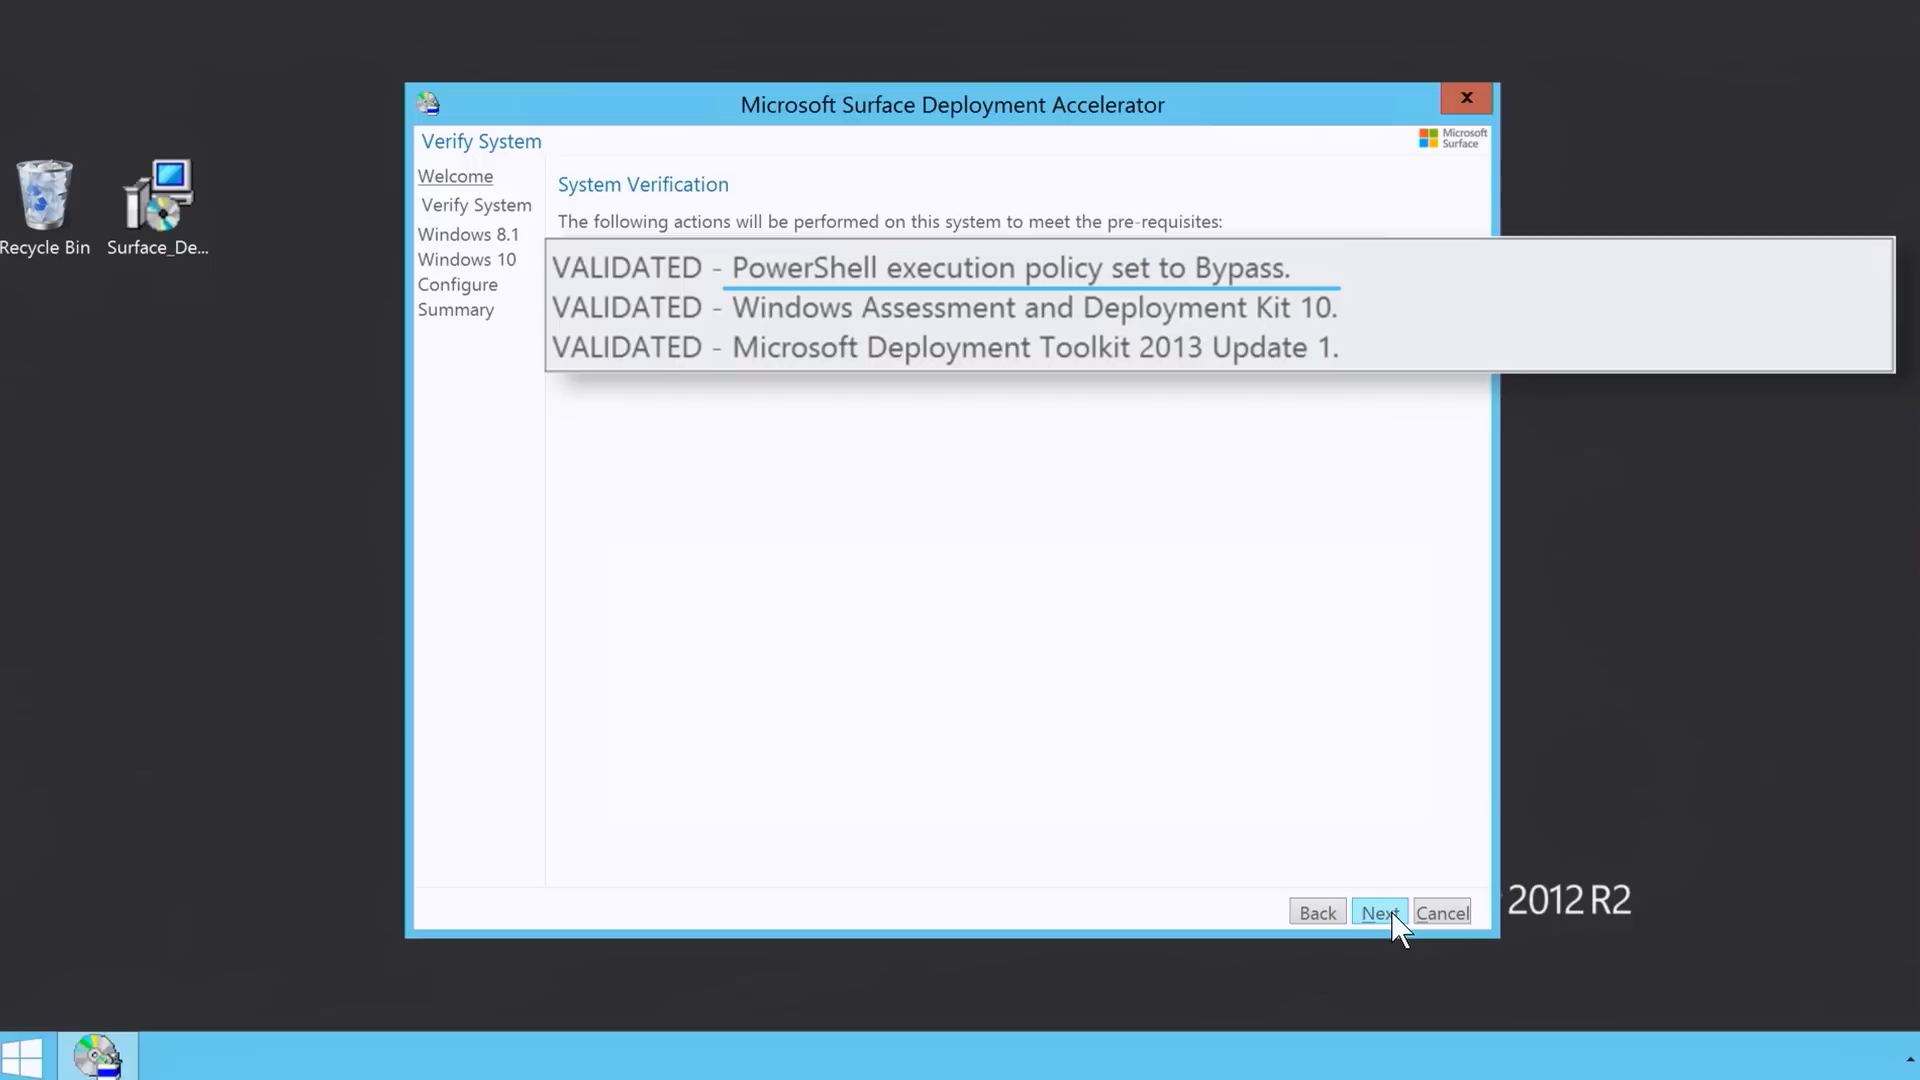 Microsoft Surface Deployment Accelerator
x
Verify System
Microsoft
Surface
Welcome
Verify System
Windows 8.1
Windows 10
Configure
Summary
System Verification
The following actions will be performed on this system to meet the pre-requisites:
VALIDATED - PowerShell execution policy set to Bypass.
VALIDATED - Windows Assessment and Deployment Kit 10.
VALIDATED - Microsoft Deployment Toolkit 2013 Update 1.
Recycle Bin
Surface_De...
Back
Next
Cancel
2012 R2